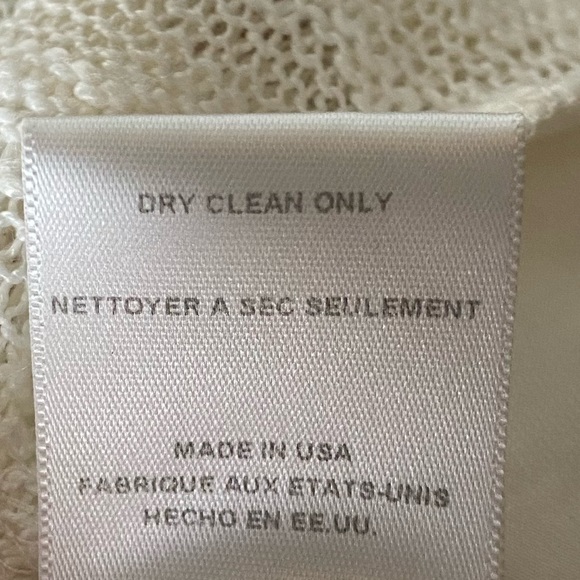 DRY CLEAN ONLY
NETTOYER A SEC SEULEMENT
MADE IN USA
FABRIQUE AUX ETATS-UNIS
HECHO EN EE.UU.